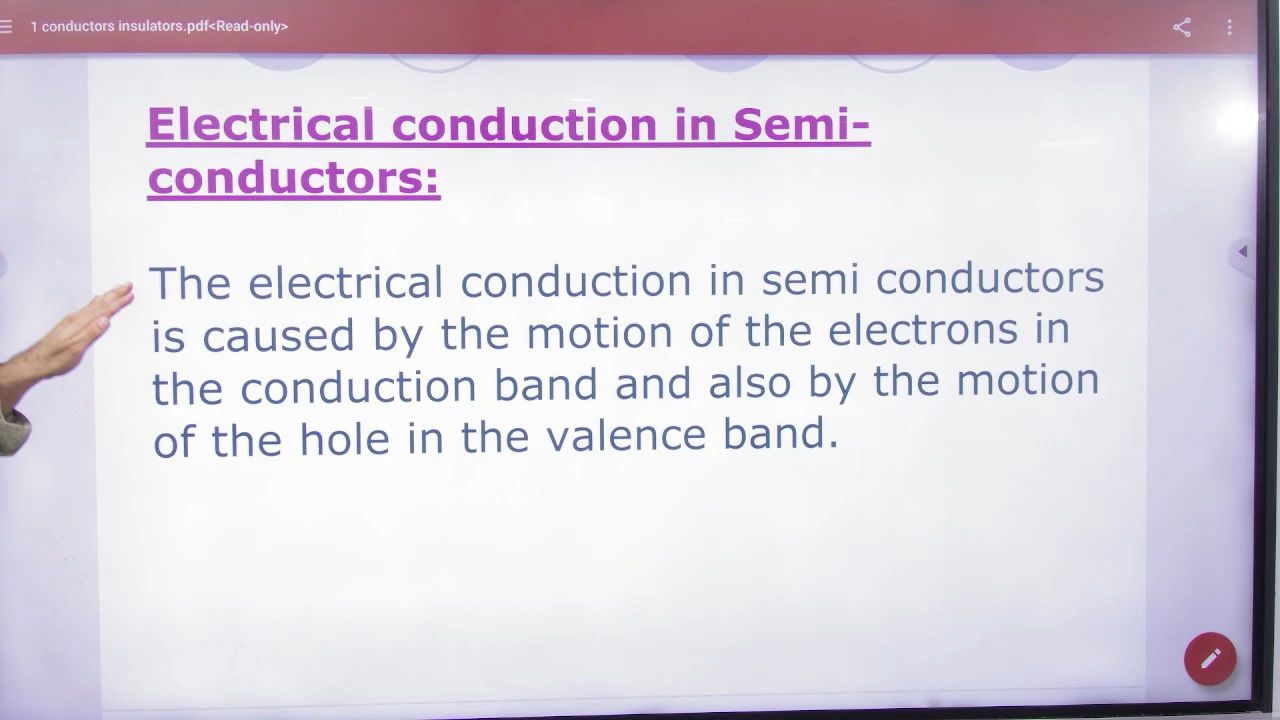 1 conductors insulators.pdf<Read-only>
Electrical conduction in Semi-
conductors:
The electrical conduction in semi conductors
is caused by the motion of the electrons in
the conduction band and also by the motion
of the hole in the valence band.